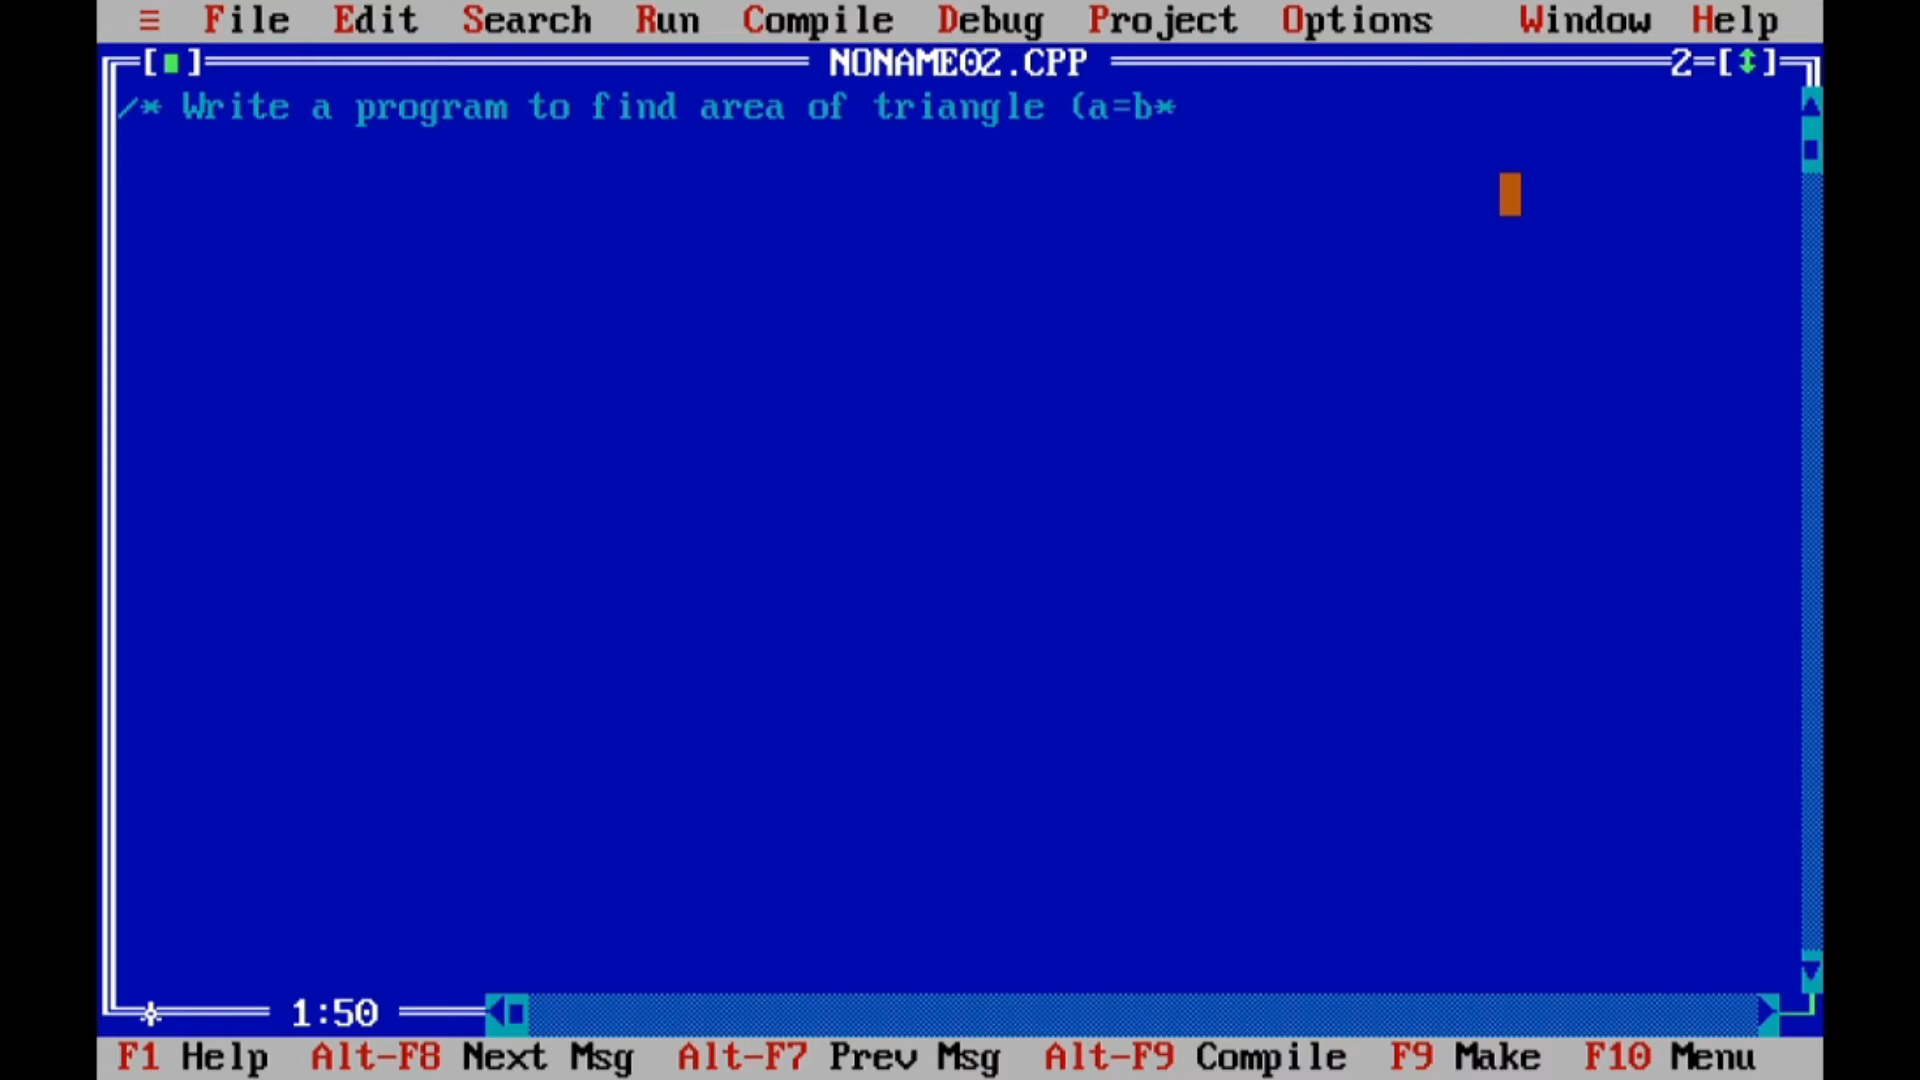 ≡ File Edit Search Run Compile Debug Project Options Window Help
[■] NONAME02.CPP 2=[↕]
/* Write a program to find area of triangle (a=b*
1:50
F1 Help Alt-F8 Next Msg Alt-F7 Prev Msg Alt-F9 Compile F9 Make F10 Menu